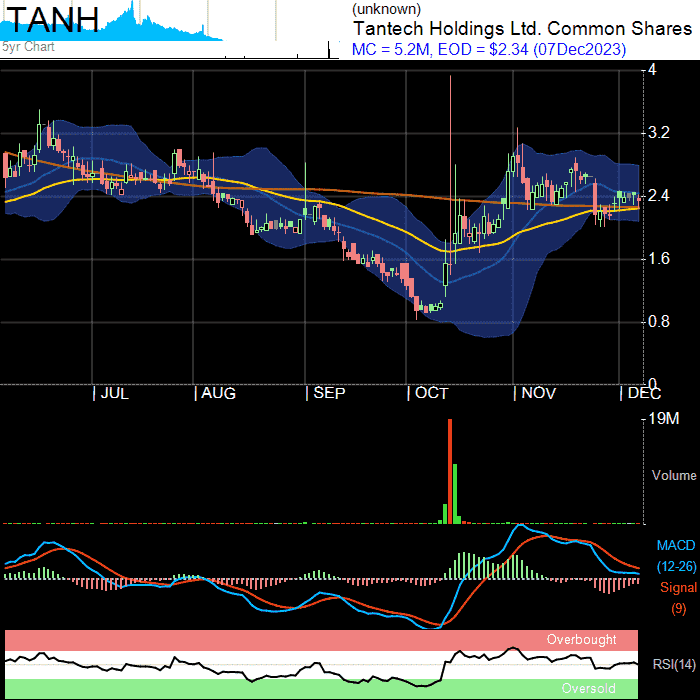 TANH
5yr Chart
(unknown)
Tantech Holdings Ltd. Common Shares
MC = 5.2M, EOD = $2.34 (07Dec2023)
4
3.2
2.4
1.6
0.8
0
JUL AUG SEP OCT NOV DEC
19M
Volume
MACD
(12-26)
Signal
(9)
Overbought
RSI(14)
Oversold